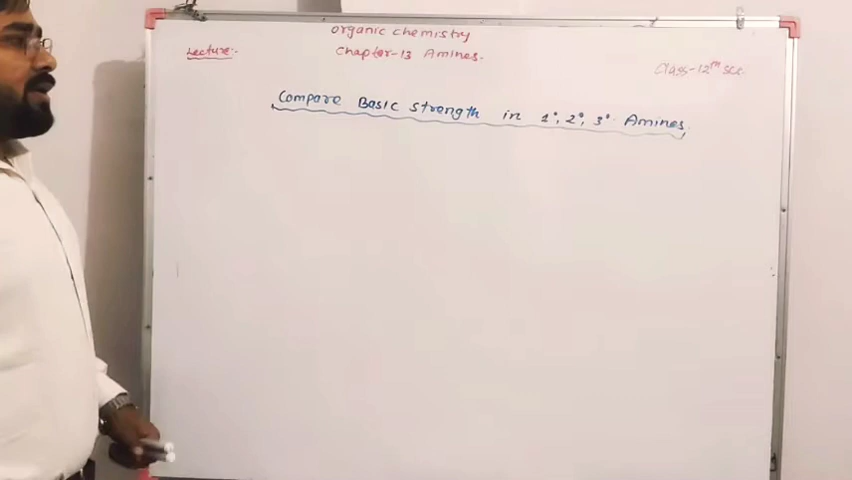 organic chemistry
Lecture:-
Chapter-13 Amines.
Class-12th sce.
Compare Basic strength in 1°, 2°, 3° Amines.